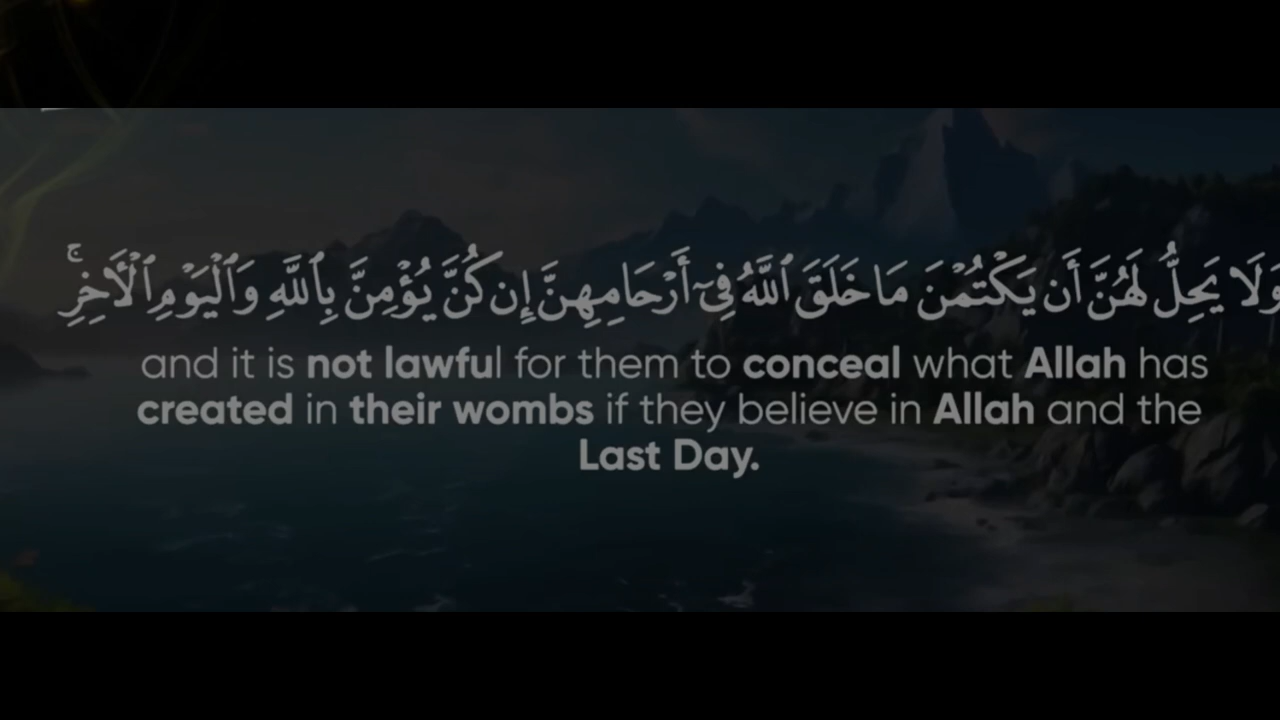 وَلَا يَحِلُّ لَهُنَّ أَن يَكْتُمْنَ مَا خَلَقَ ٱللَّهُ فِىٓ أَرْحَامِهِنَّ إِن كُنَّ يُؤْمِنَّ بِٱللَّهِ وَٱلْيَوْمِ ٱلْـَٔاخِرِ ۚ
and it is not lawful for them to conceal what Allah has
created in their wombs if they believe in Allah and the
Last Day.